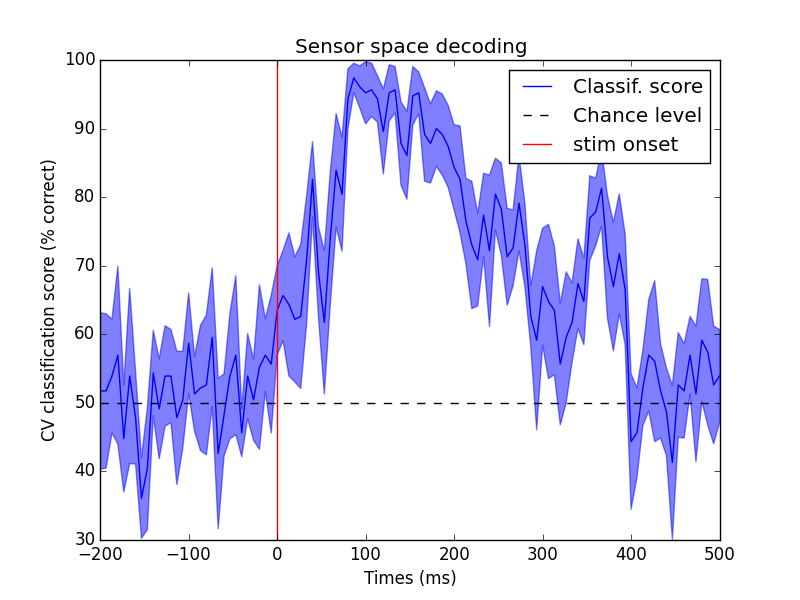 Sensor space decoding
Classif. score
Chance level
stim onset
CV classification score (% correct)
100
90
80
70
60
50
40
30
−200
−100
0
100
200
300
400
500
Times (ms)